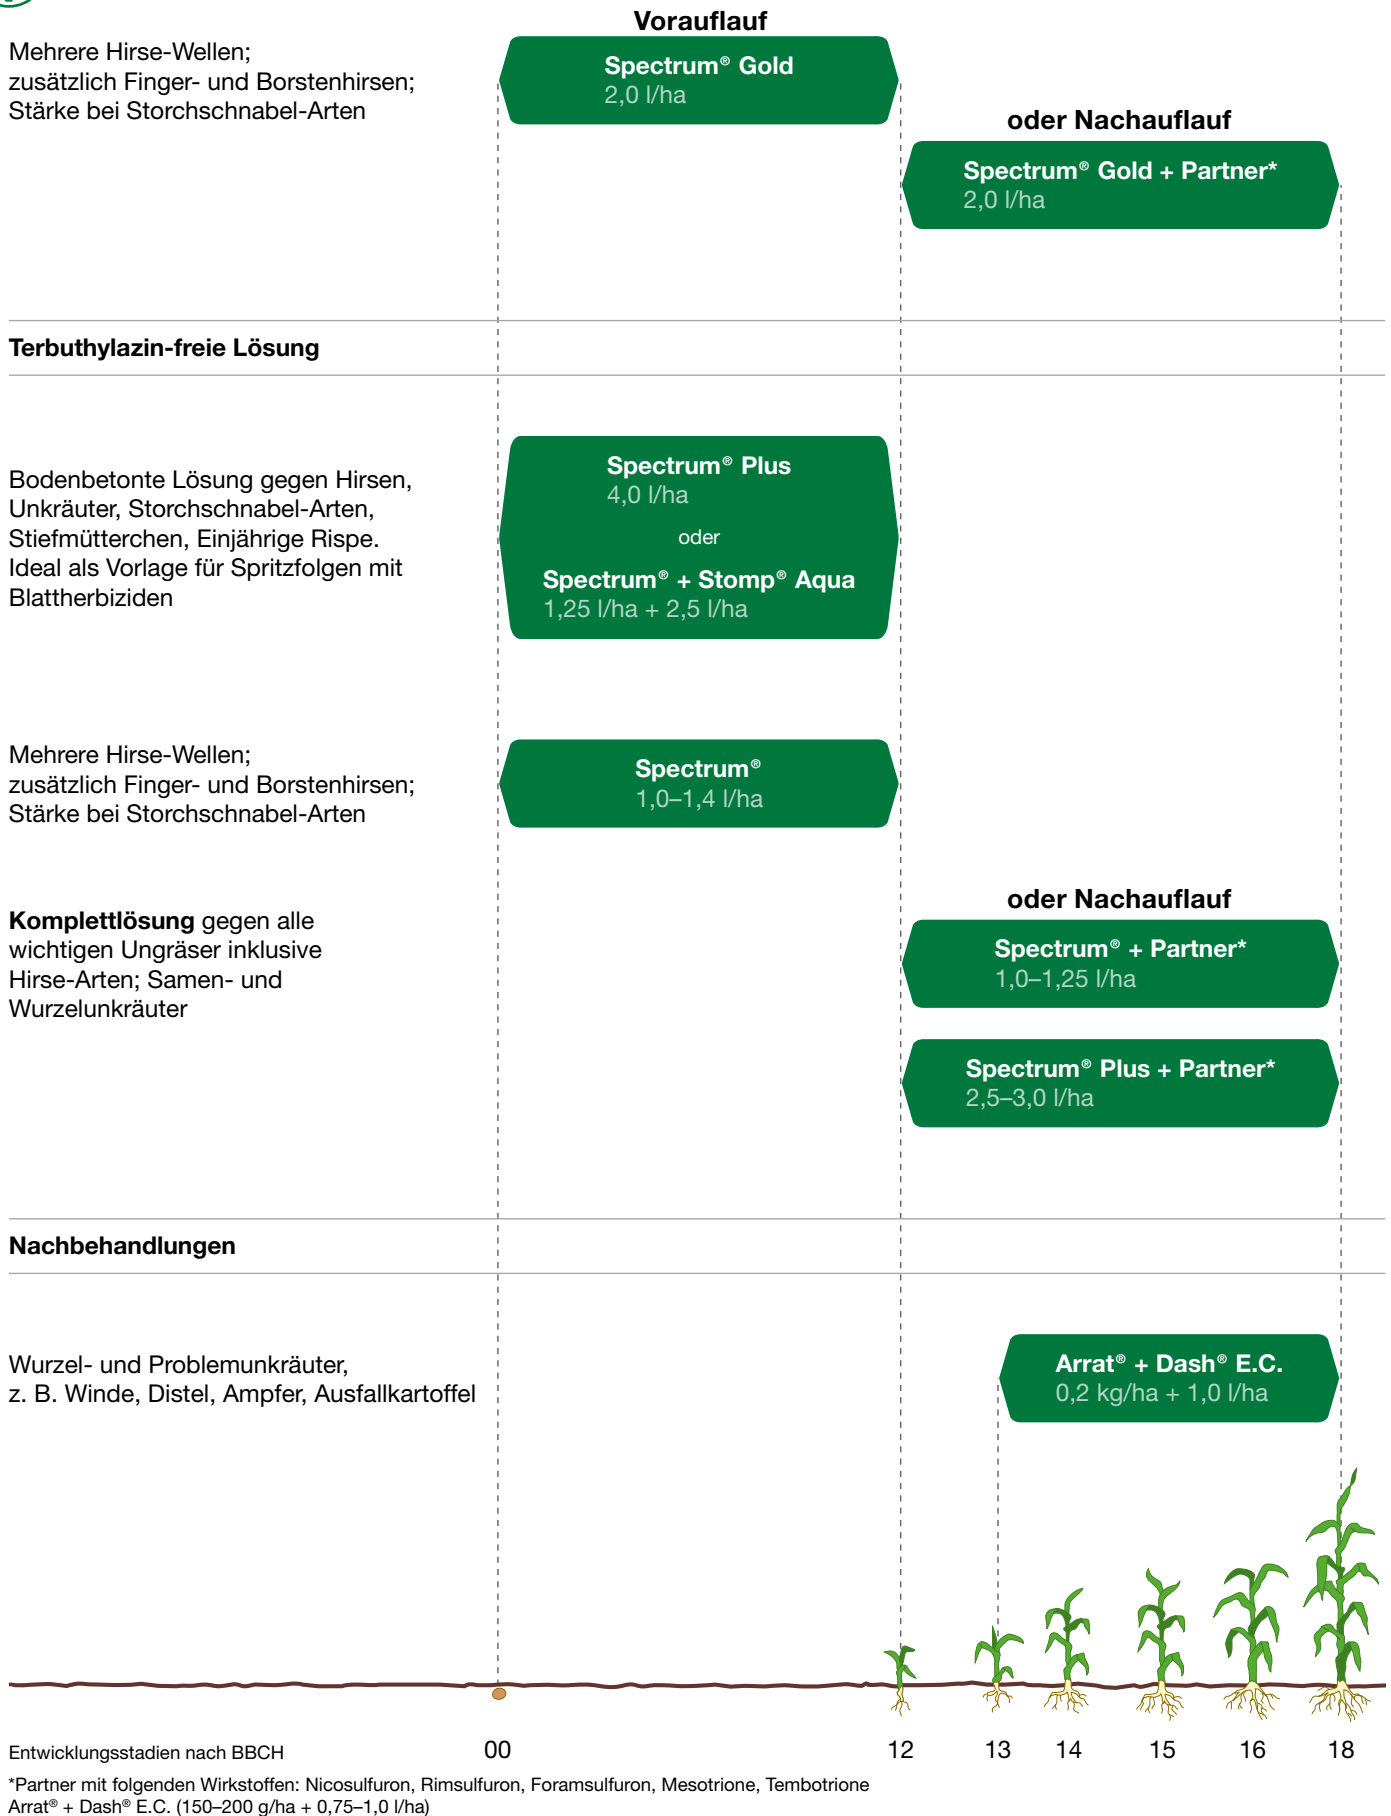 Vorauflauf
Mehrere Hirse-Wellen;
zusätzlich Finger- und Borstenhirsen;
Stärke bei Storchschnabel-Arten
Spectrum® Gold
2,0 l/ha
oder Nachauflauf
Spectrum® Gold + Partner*
2,0 l/ha
Terbuthylazin-freie Lösung
Bodenbetonte Lösung gegen Hirsen,
Unkräuter, Storchschnabel-Arten,
Stiefmütterchen, Einjährige Rispe.
Ideal als Vorlage für Spritzfolgen mit
Blattherbiziden
Spectrum® Plus
4,0 l/ha
oder
Spectrum® + Stomp® Aqua
1,25 l/ha + 2,5 l/ha
Mehrere Hirse-Wellen;
zusätzlich Finger- und Borstenhirsen;
Stärke bei Storchschnabel-Arten
Spectrum®
1,0–1,4 l/ha
Komplettlösung gegen alle
wichtigen Ungräser inklusive
Hirse-Arten; Samen- und
Wurzelunkräuter
oder Nachauflauf
Spectrum® + Partner*
1,0–1,25 l/ha
Spectrum® Plus + Partner*
2,5–3,0 l/ha
Nachbehandlungen
Wurzel- und Problemunkräuter,
z. B. Winde, Distel, Ampfer, Ausfallkartoffel
Arrat® + Dash® E.C.
0,2 kg/ha + 1,0 l/ha
Entwicklungsstadien nach BBCH 00 12 13 14 15 16 18
*Partner mit folgenden Wirkstoffen: Nicosulfuron, Rimsulfuron, Foramsulfuron, Mesotrione, Tembotrione
Arrat® + Dash® E.C. (150–200 g/ha + 0,75–1,0 l/ha)